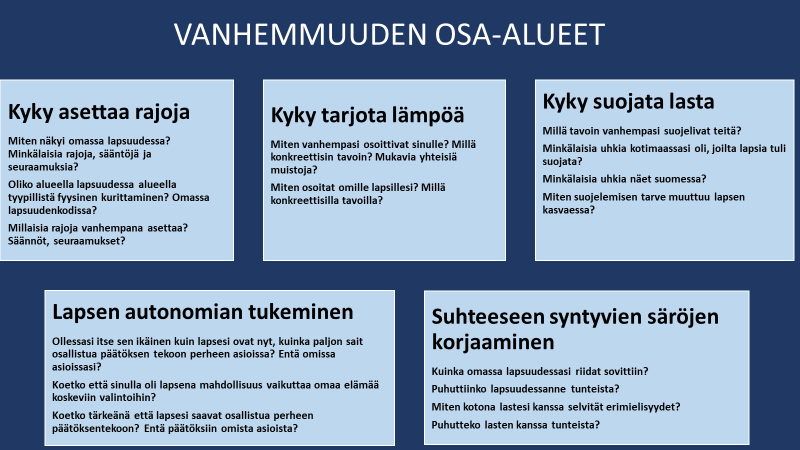 VANHEMMUUDEN OSA-ALUEET
Kyky asettaa rajoja
Miten näkyi omassa lapsuudessa?
Minkälaisia rajoja, sääntöjä ja
seuraamuksia?
Oliko alueella lapsuudessa alueella
tyypillistä fyysinen kurittaminen? Omassa
lapsuudenkodissa?
Millaisia rajoja vanhempana asettaa?
Säännöt, seuraamukset?
Kyky tarjota lämpöä
Miten vanhempasi osoittivat sinulle? Millä
konkreettisin tavoin? Mukavia yhteisiä
muistoja?
Miten osoitat omille lapsillesi? Millä
konkreettisilla tavoilla?
Kyky suojata lasta
Millä tavoin vanhempasi suojelivat teitä?
Minkälaisia uhkia kotimaassasi oli, joilta lapsia tuli
suojata?
Minkälaisia uhkia näet suomessa?
Miten suojelemisen tarve muuttuu lapsen
kasvaessa?
Lapsen autonomian tukeminen
Ollessasi itse sen ikäinen kuin lapsesi ovat nyt, kuinka paljon sait
osallistua päätöksen tekoon perheen asioissa? Entä omissa
asioissasi?
Koetko että sinulla oli lapsena mahdollisuus vaikuttaa omaa elämää
koskeviin valintoihin?
Koetko tärkeänä että lapsesi saavat osallistua perheen
päätöksentekoon? Entä päätöksiin omista asioista?
Suhteeseen syntyvien säröjen
korjaaminen
Kuinka omassa lapsuudessasi riidat sovittiin?
Puhuttiinko lapsuudessanne tunteista?
Miten kotona lastesi kanssa selvität erimielisyydet?
Puhutteko lasten kanssa tunteista?